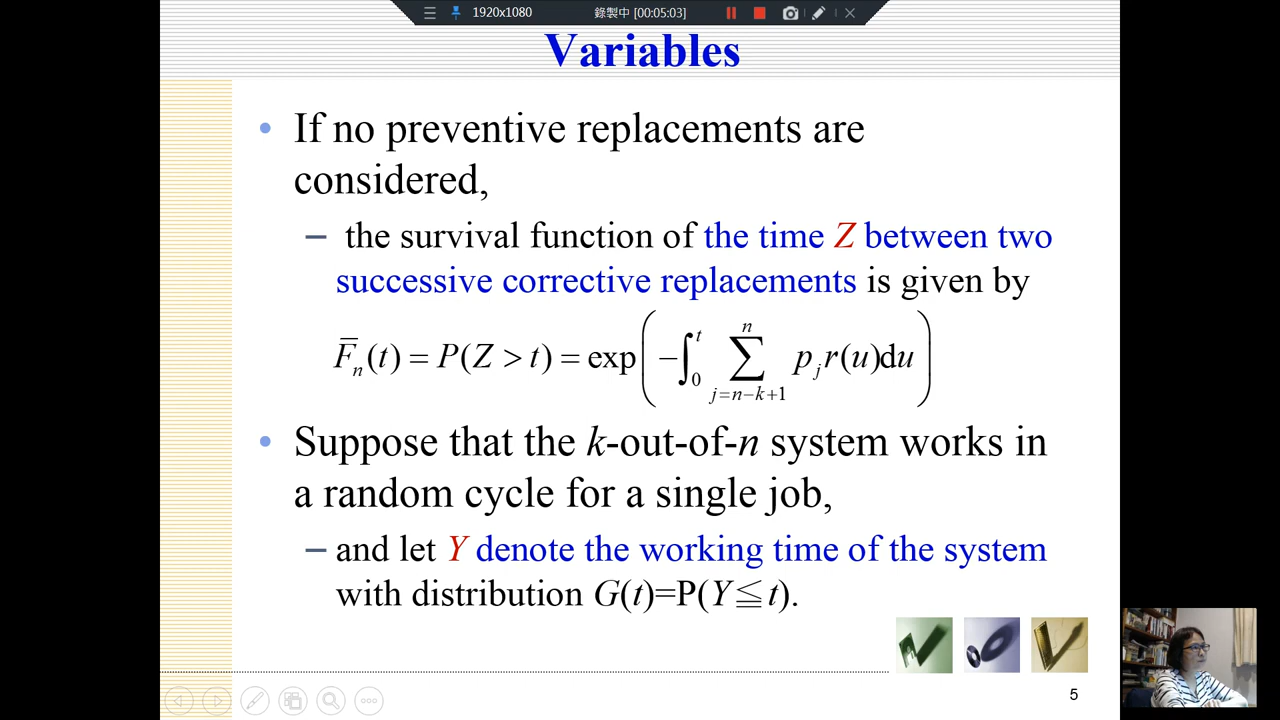 1920x1080 錄製中 [00:05:03]
Variables
• If no preventive replacements are
considered,
– the survival function of the time Z between two
successive corrective replacements is given by
F̅ₙ(t) = P(Z > t) = exp(−∫₀ᵗ ∑ⁿⱼ₌ₙ₋ₖ₊₁ pⱼ r(u)du)
• Suppose that the k-out-of-n system works in
a random cycle for a single job,
– and let Y denote the working time of the system
with distribution G(t)=P(Y≦t).
5